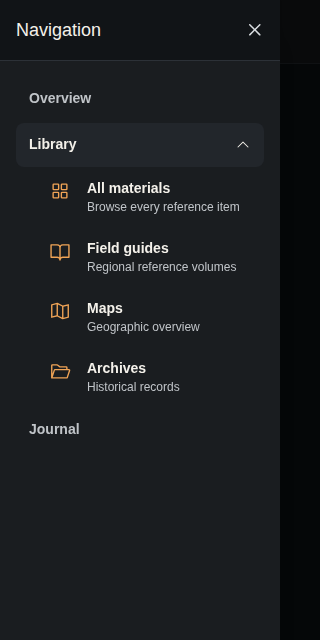 Navigation
Overview
Library
All materials
Browse every reference item
Field guides
Regional reference volumes
Maps
Geographic overview
Archives
Historical records
Journal